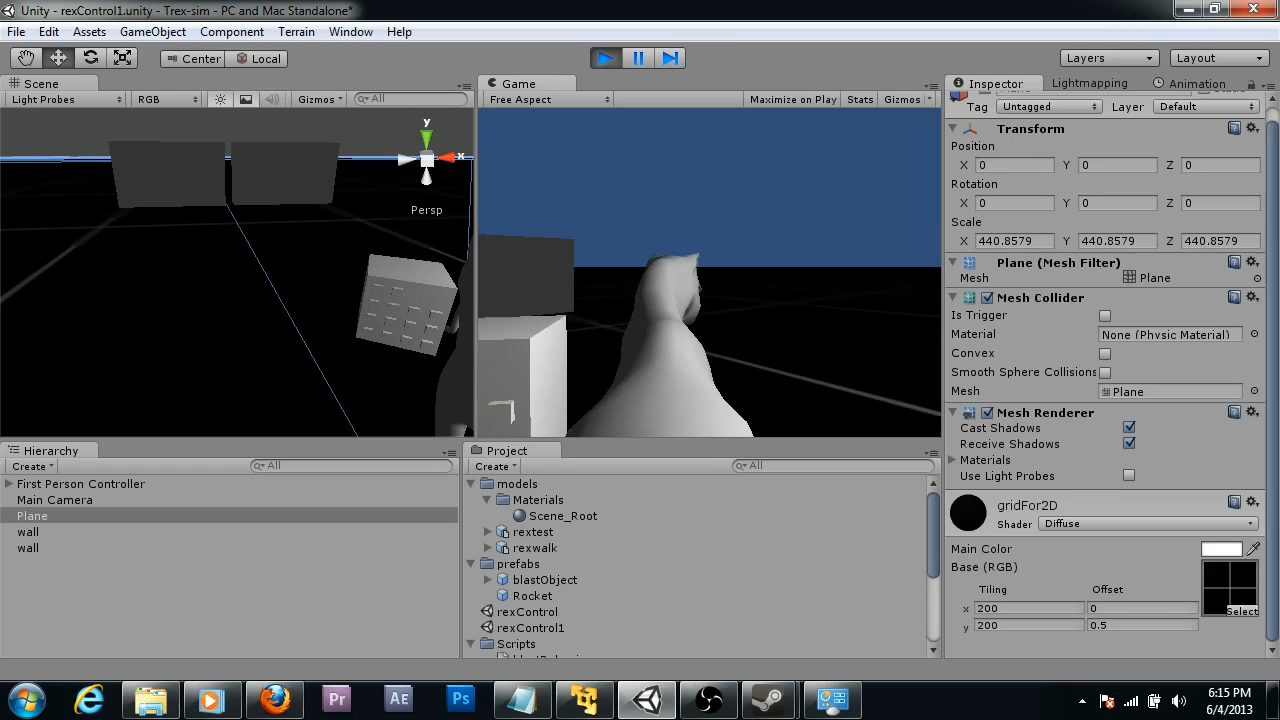 Unity - rexControl1.unity - Trex-sim - PC and Mac Standalone*
File Edit Assets GameObject Component Terrain Window Help
Center Local Layers Layout
Scene Game Inspector Lightmapping Animation
Light Probes RGB Gizmos All Free Aspect Maximize on Play Stats Gizmos
Tag Untagged Layer Default
Transform
Position
X 0 Y 0 Z 0
Rotation
X 0 Y 0 Z 0
Scale
X 440.8579 Y 440.8579 Z 440.8579
y
x
Persp
Plane (Mesh Filter)
Mesh Plane
Mesh Collider
Is Trigger
Material None (Physic Material)
Convex
Smooth Sphere Collisions
Mesh Plane
Mesh Renderer
Cast Shadows
Receive Shadows
Materials
Use Light Probes
gridFor2D
Shader Diffuse
Main Color
Base (RGB)
Tiling Offset
x 200 0
Select
y 200 0.5
Hierarchy
Create All
First Person Controller
Main Camera
Plane
wall
wall
Project
Create All
models
Materials
Scene_Root
rextest
rexwalk
prefabs
blastObject
Rocket
rexControl
rexControl1
Scripts
Pr Ae Ps
6:15 PM
6/4/2013